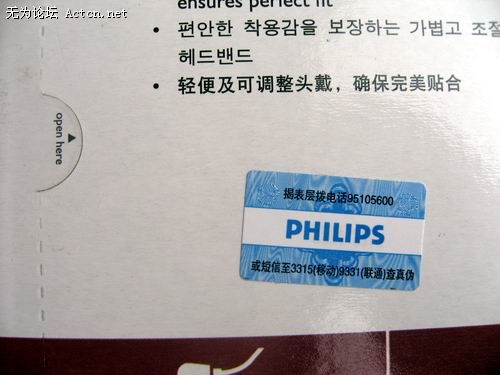 无为论坛 Actcn.net
ensures perfect fit
• 편안한 착용감을 보장하는 가볍고 조절
헤드밴드
• 轻便及可调整头戴，确保完美贴合
open here
揭表层拨电话95105600
PHILIPS
或短信至3315(移动)9331(联通)查真伪